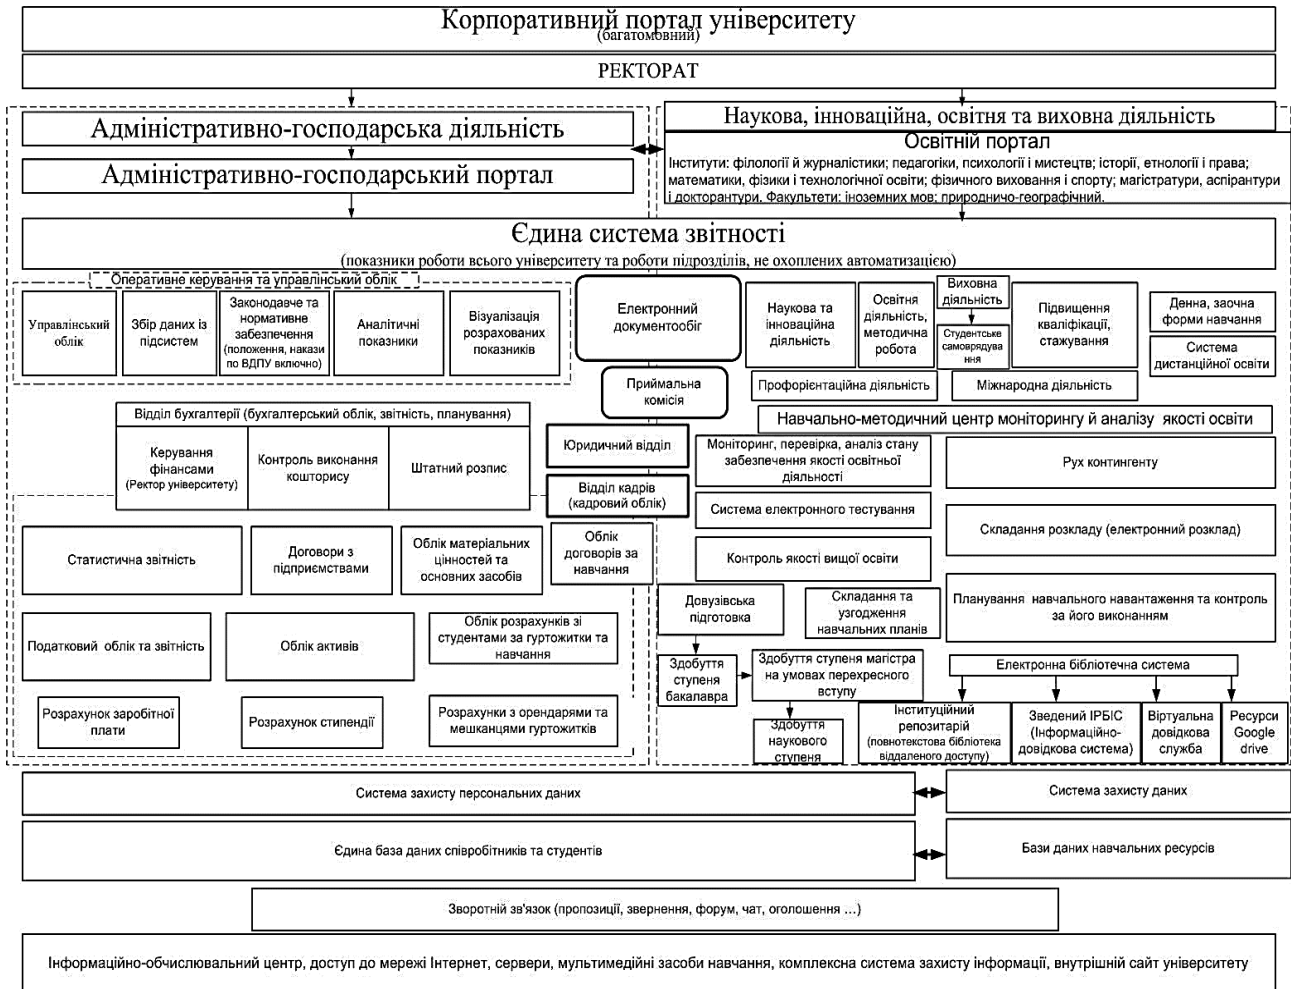 Корпоративний портал університету
(багатомовний)
РЕКТОРАТ
Адміністративно-господарська діяльність
Адміністративно-господарський портал
Наукова, інноваційна, освітня та виховна діяльність
Освітній портал
Інститути: філології й журналістики; педагогіки, психології і мистецтв; історії, етнології і права;
математики, фізики і технологічної освіти; фізичного виховання і спорту; магістратури, аспірантури
і докторантури. Факультети: іноземних мов; природничо-географічний.
Єдина система звітності
(показники роботи всього університету та роботи підрозділів, не охоплених автоматизацією)
Оперативне керування та управлінський облік
Управлінський
облік
Збір даних із
підсистем
Законодавче та
нормативне
забезпечення
(положення, накази
по ВДПУ включно)
Аналітичні
показники
Візуалізація
розрахованих
показників
Електронний
документообіг
Наукова та
інноваційна
діяльність
Освітня
діяльність,
методична
робота
Виховна
діяльність
Студентське
самоврядува
ння
Підвищення
кваліфікації,
стажування
Денна, заочна
форми навчання
Система
дистанційної освіти
Приймальна
комісія
Профорієнтаційна діяльність
Міжнародна діяльність
Відділ бухгалтерії (бухгалтерський облік, звітність, планування)
Керування
фінансами
(Ректор університету)
Контроль виконання
кошторису
Штатний розпис
Юридичний відділ
Відділ кадрів
(кадровий облік)
Навчально-методичний центр моніторингу й аналізу якості освіти
Моніторинг, перевірка, аналіз стану
забезпечення якості освітньої
діяльності
Рух контингенту
Система електронного тестування
Складання розкладу (електронний розклад)
Контроль якості вищої освіти
Статистична звітність
Договори з
підприємствами
Облік матеріальних
цінностей та
основних засобів
Облік
договорів за
навчання
Довузівська
підготовка
Складання та
узгодження
навчальних планів
Планування навчального навантаження та контроль
за його виконанням
Податковий облік та звітність
Облік активів
Облік розрахунків зі
студентами за гуртожитки та
навчання
Здобуття
ступеня
бакалавра
Здобуття ступеня магістра
на умовах перехресного
вступу
Електронна бібліотечна система
Розрахунок заробітної
плати
Розрахунок стипендії
Розрахунки з орендарями та
мешканцями гуртожитків
Здобуття
наукового
ступеня
Інституційний
репозитарій
(повнотекстова бібліотека
віддаленого доступу)
Зведений ІРБІС
(Інформаційно-
довідкова система)
Віртуальна
довідкова
служба
Ресурси
Google
drive
Система захисту персональних даних
Система захисту даних
Єдина база даних співробітників та студентів
Бази даних навчальних ресурсів
Зворотній зв'язок (пропозиції, звернення, форум, чат, оголошення ...)
Інформаційно-обчислювальний центр, доступ до мережі Інтернет, сервери, мультимедійні засоби навчання, комплексна система захисту інформації, внутрішній сайт університету